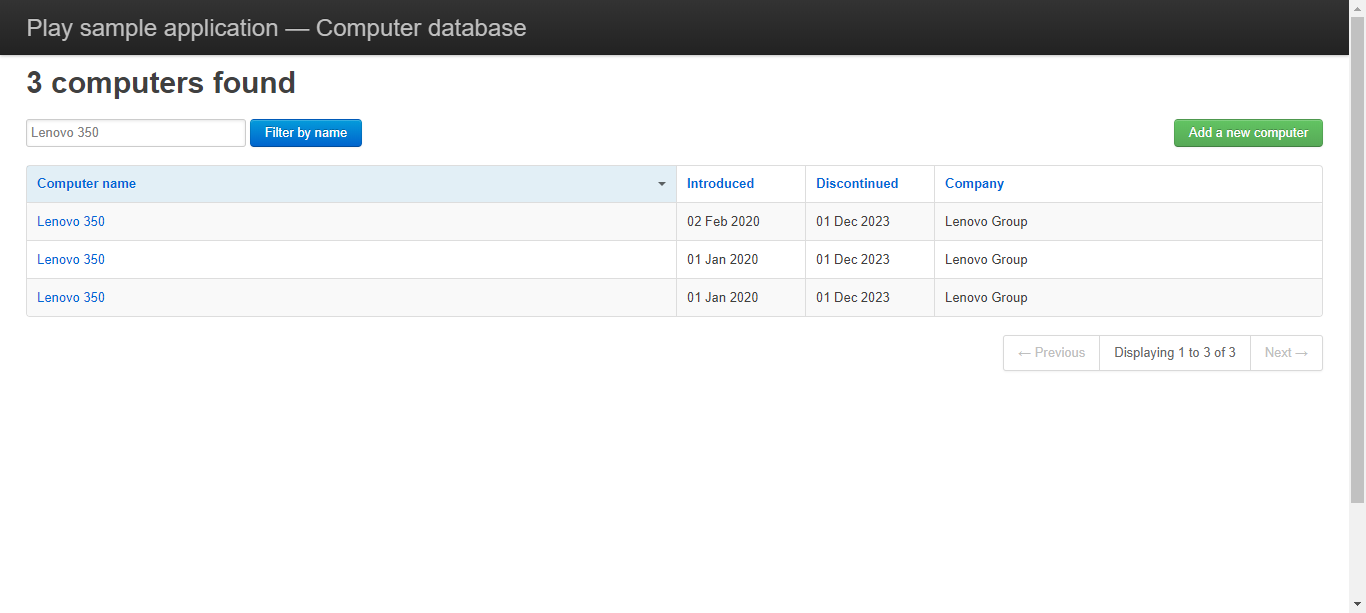 Play sample application — Computer database
3 computers found
Lenovo 350 Filter by name Add a new computer
Computer name Introduced Discontinued Company
Lenovo 350 02 Feb 2020 01 Dec 2023 Lenovo Group
Lenovo 350 01 Jan 2020 01 Dec 2023 Lenovo Group
Lenovo 350 01 Jan 2020 01 Dec 2023 Lenovo Group
← Previous Displaying 1 to 3 of 3 Next →